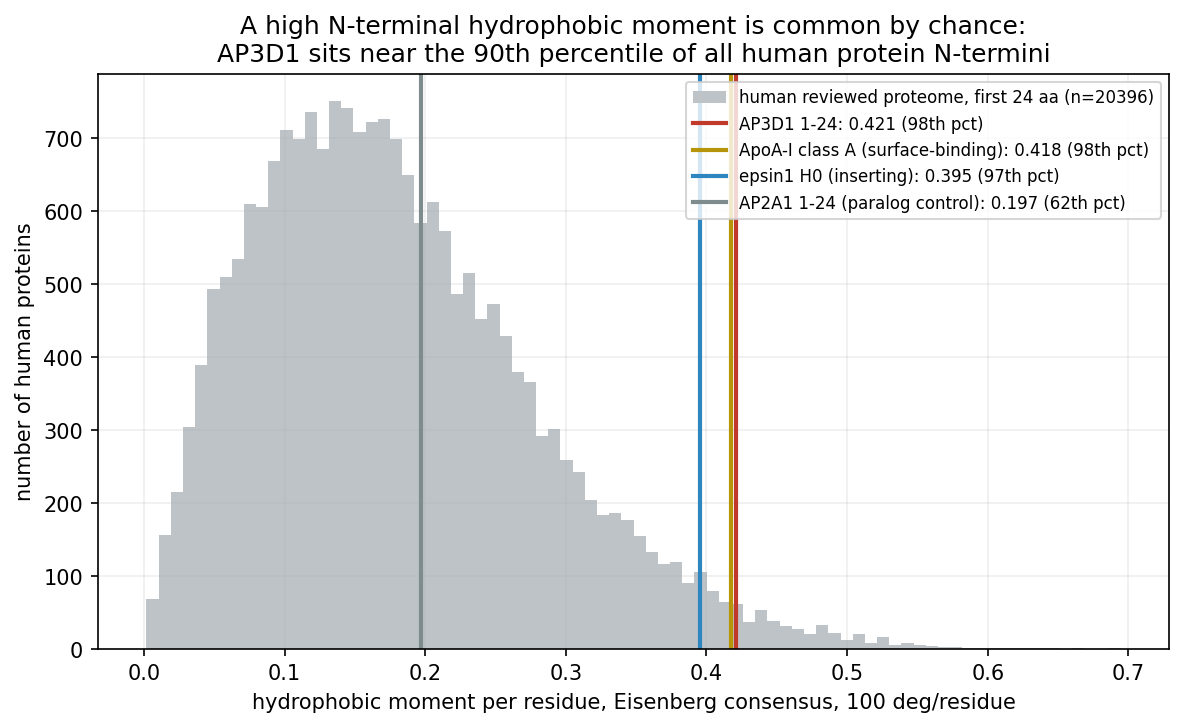 A high N-terminal hydrophobic moment is common by chance:
AP3D1 sits near the 90th percentile of all human protein N-termini
human reviewed proteome, first 24 aa (n=20396)
AP3D1 1-24: 0.421 (98th pct)
ApoA-I class A (surface-binding): 0.418 (98th pct)
epsin1 H0 (inserting): 0.395 (97th pct)
AP2A1 1-24 (paralog control): 0.197 (62th pct)
number of human proteins
700
600
500
400
300
200
100
0
0.0 0.1 0.2 0.3 0.4 0.5 0.6 0.7
hydrophobic moment per residue, Eisenberg consensus, 100 deg/residue